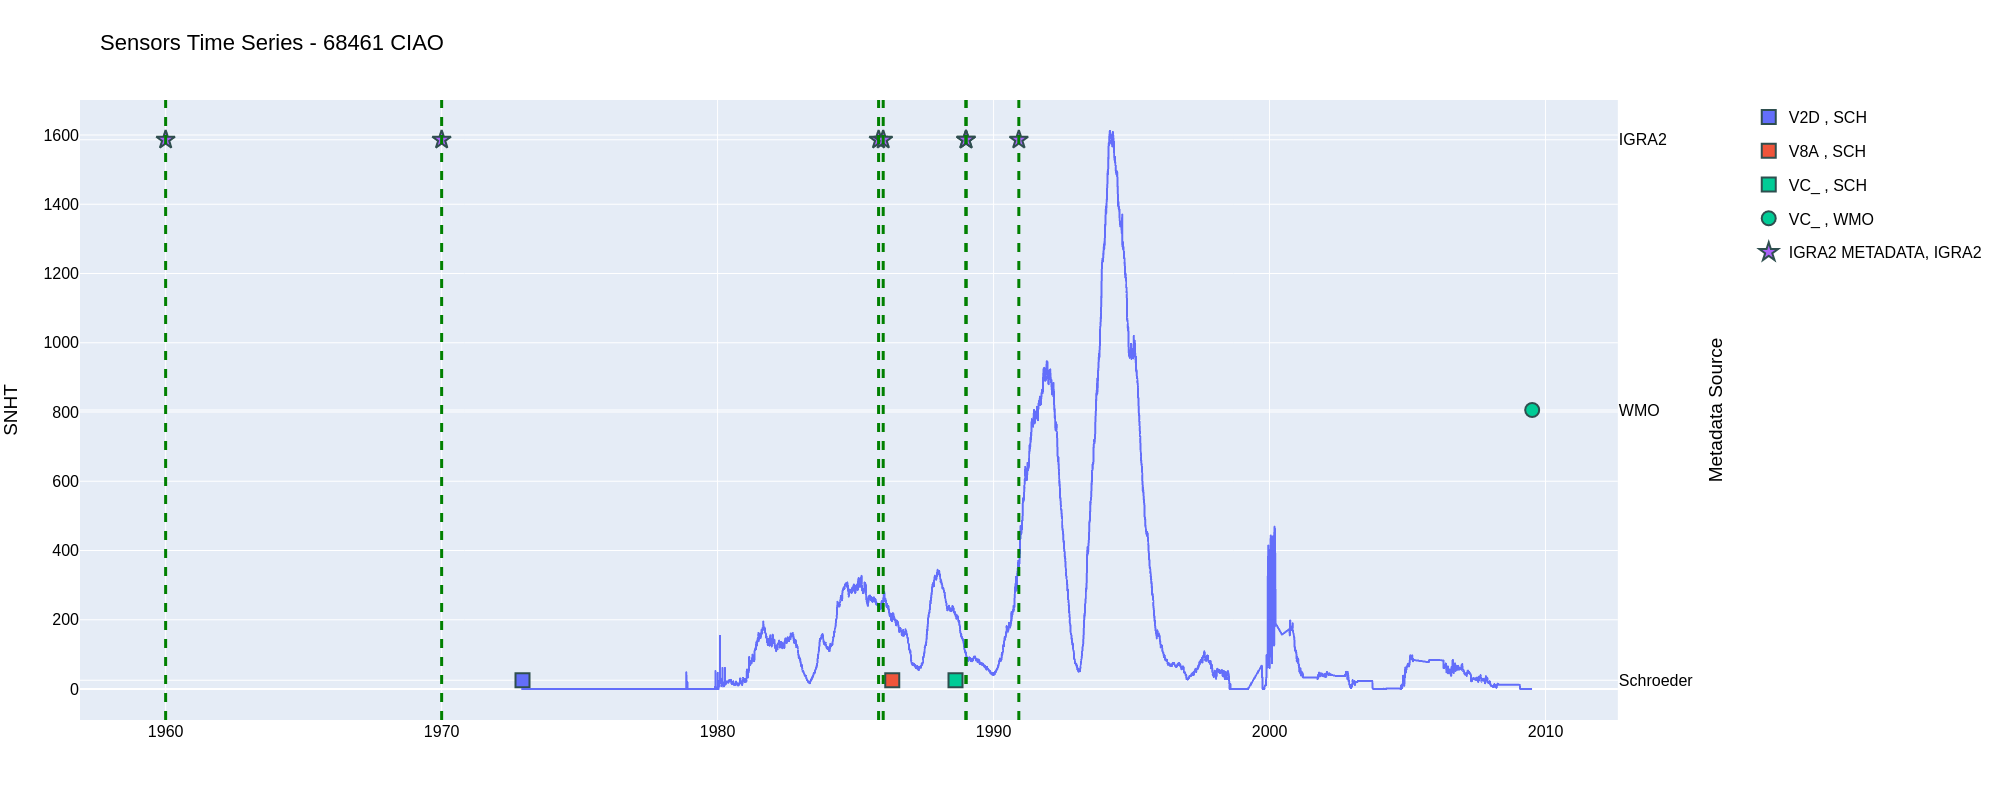 Sensors Time Series - 68461 CIAO
SNHT
1600
1400
1200
1000
800
600
400
200
0
1960
1970
1980
1990
2000
2010
IGRA2
WMO
Schroeder
Metadata Source
V2D , SCH
V8A , SCH
VC_ , SCH
VC_ , WMO
IGRA2 METADATA, IGRA2